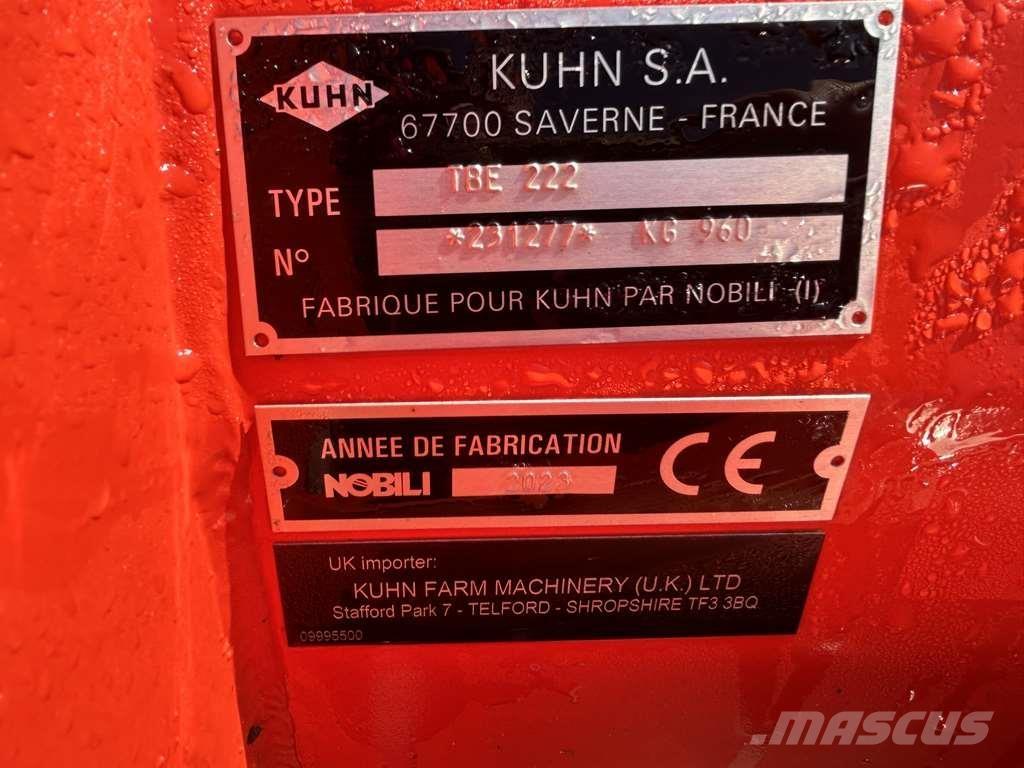 KUHN
KUHN S.A.
67700 SAVERNE - FRANCE
TYPE TBE 222
N° *231277* KG 960
FABRIQUE POUR KUHN PAR NOBILI (I)
ANNEE DE FABRICATION
NOBILI 2023
CE
UK importer:
KUHN FARM MACHINERY (U.K.) LTD
Stafford Park 7 - TELFORD - SHROPSHIRE TF3 3BQ
09995500
MASCUS